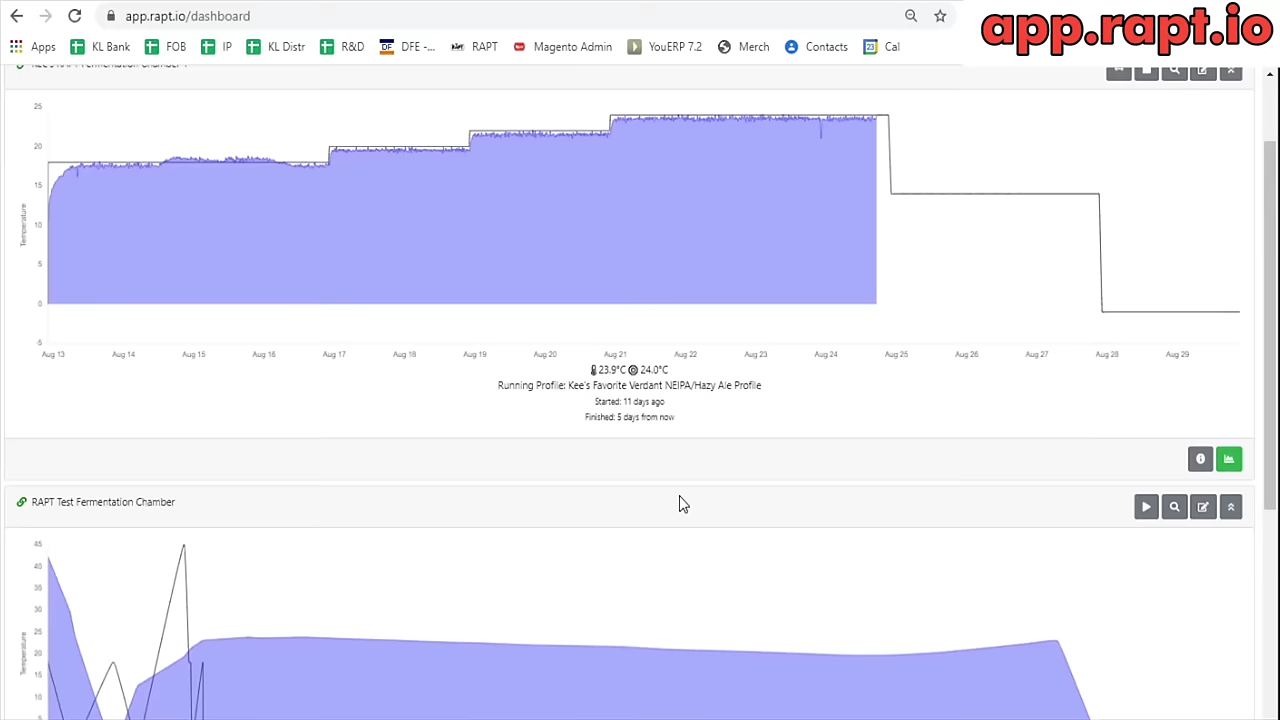 app.rapt.io/dashboard
app.rapt.io
Apps KL Bank FOB IP KL Distr R&D DFE -... RAPT Magento Admin YouERP 7.2 Merch Contacts Cal
25
20
15
10
5
0
-5
Temperature
Aug 13 Aug 14 Aug 15 Aug 16 Aug 17 Aug 18 Aug 19 Aug 20 Aug 21 Aug 22 Aug 23 Aug 24 Aug 25 Aug 26 Aug 27 Aug 28 Aug 29
23.9°C 24.0°C
Running Profile: Kee's Favorite Verdant NEIPA/Hazy Ale Profile
Started: 11 days ago
Finished: 5 days from now
RAPT Test Fermentation Chamber
45
40
35
30
25
20
15
10
5
Temperature